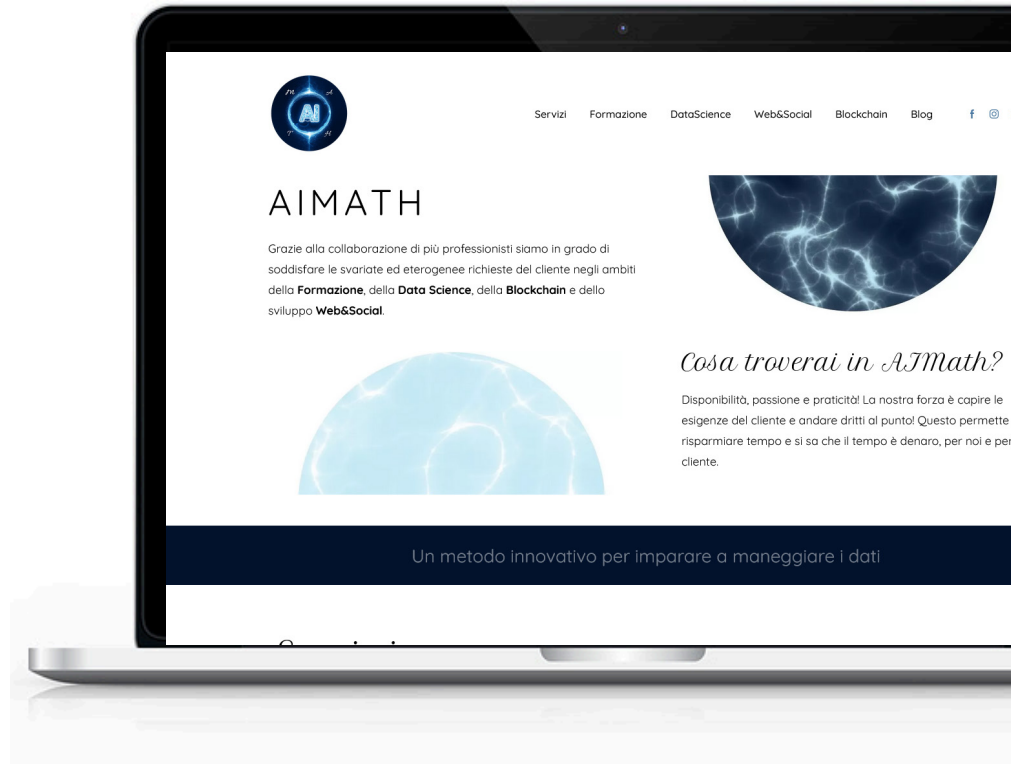 M A
AI
T H
Servizi Formazione DataScience Web&Social Blockchain Blog
AIMATH
Grazie alla collaborazione di più professionisti siamo in grado di
soddisfare le svariate ed eterogenee richieste del cliente negli ambiti
della Formazione, della Data Science, della Blockchain e dello
sviluppo Web&Social.
Cosa troverai in AIMath?
Disponibilità, passione e praticità! La nostra forza è capire le
esigenze del cliente e andare dritti al punto! Questo permette
risparmiare tempo e si sa che il tempo è denaro, per noi e per
cliente.
Un metodo innovativo per imparare a maneggiare i dati